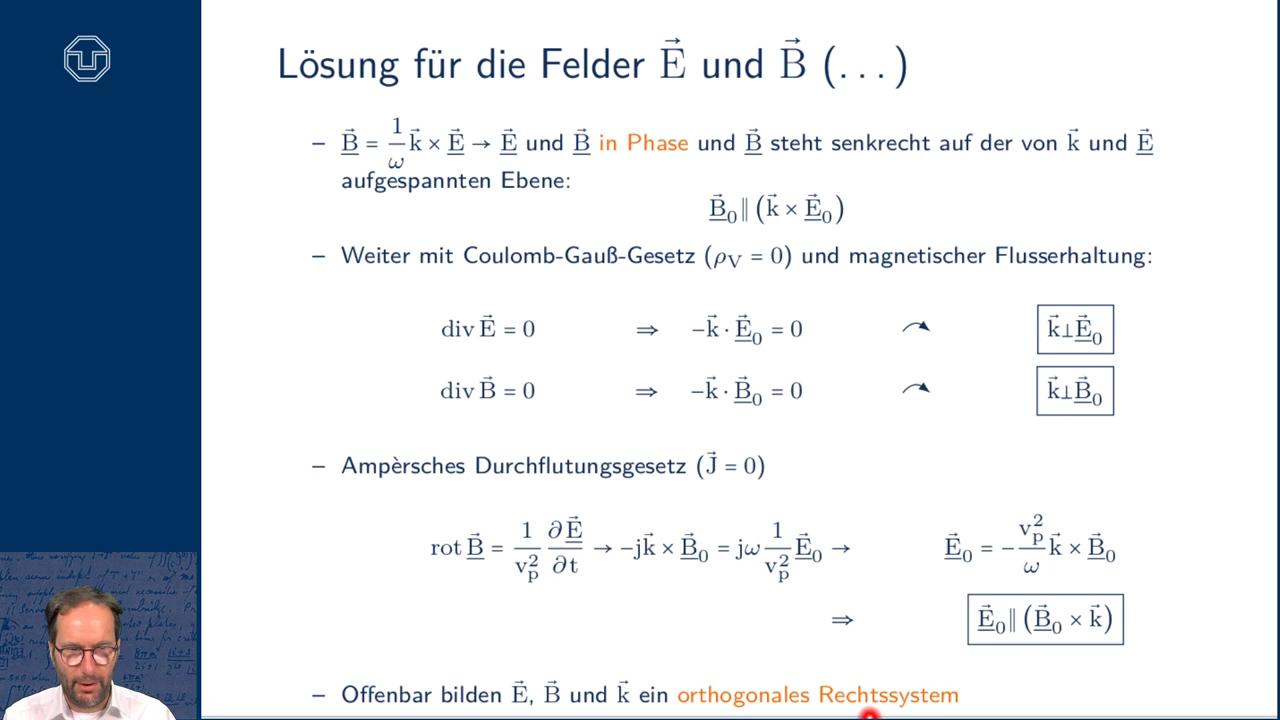 Lösung für die Felder E⃗ und B⃗ (...)
– B̲⃗ = 1/ω k⃗ × E̲⃗ → E̲⃗ und B̲⃗ in Phase und B̲⃗ steht senkrecht auf der von k⃗ und E̲⃗
aufgespannten Ebene:
B̲⃗₀ ∥ (k⃗ × E̲⃗₀)
– Weiter mit Coulomb-Gauß-Gesetz (ρ_V = 0) und magnetischer Flusserhaltung:
div E⃗ = 0 ⇒ −k⃗ · E̲⃗₀ = 0 ↷ k⃗⊥E̲⃗₀
div B⃗ = 0 ⇒ −k⃗ · B̲⃗₀ = 0 ↷ k⃗⊥B̲⃗₀
– Ampèrsches Durchflutungsgesetz (J⃗ = 0)
rot B̲⃗ = 1/v_p² ∂E̲⃗/∂t → −jk⃗ × B̲⃗₀ = jω 1/v_p² E̲⃗₀ → E̲⃗₀ = − v_p²/ω k⃗ × B̲⃗₀
⇒ E̲⃗₀ ∥ (B̲⃗₀ × k⃗)
– Offenbar bilden E⃗, B⃗ und k⃗ ein orthogonales Rechtssystem